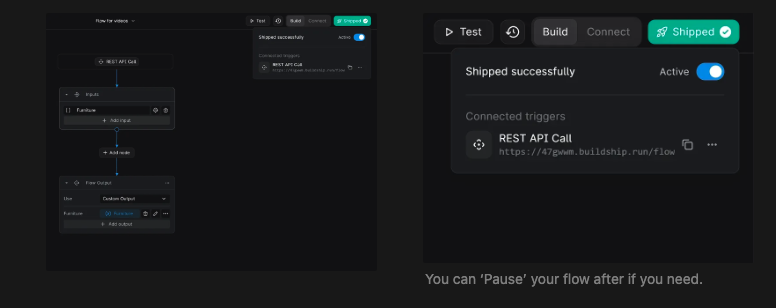 Flow for videos
Test
Build
Connect
Shipped
Shipped successfully
Active
Connected triggers
REST API Call
REST API Call
Inputs
Furniture
+ Add input
+ Add node
Flow Output
Use
Custom Output
Furniture
+ Add output
Test
Build
Connect
Shipped
Shipped successfully
Active
Connected triggers
REST API Call
https://47gwwm.buildship.run/flow
You can ‘Pause’ your flow after if you need.